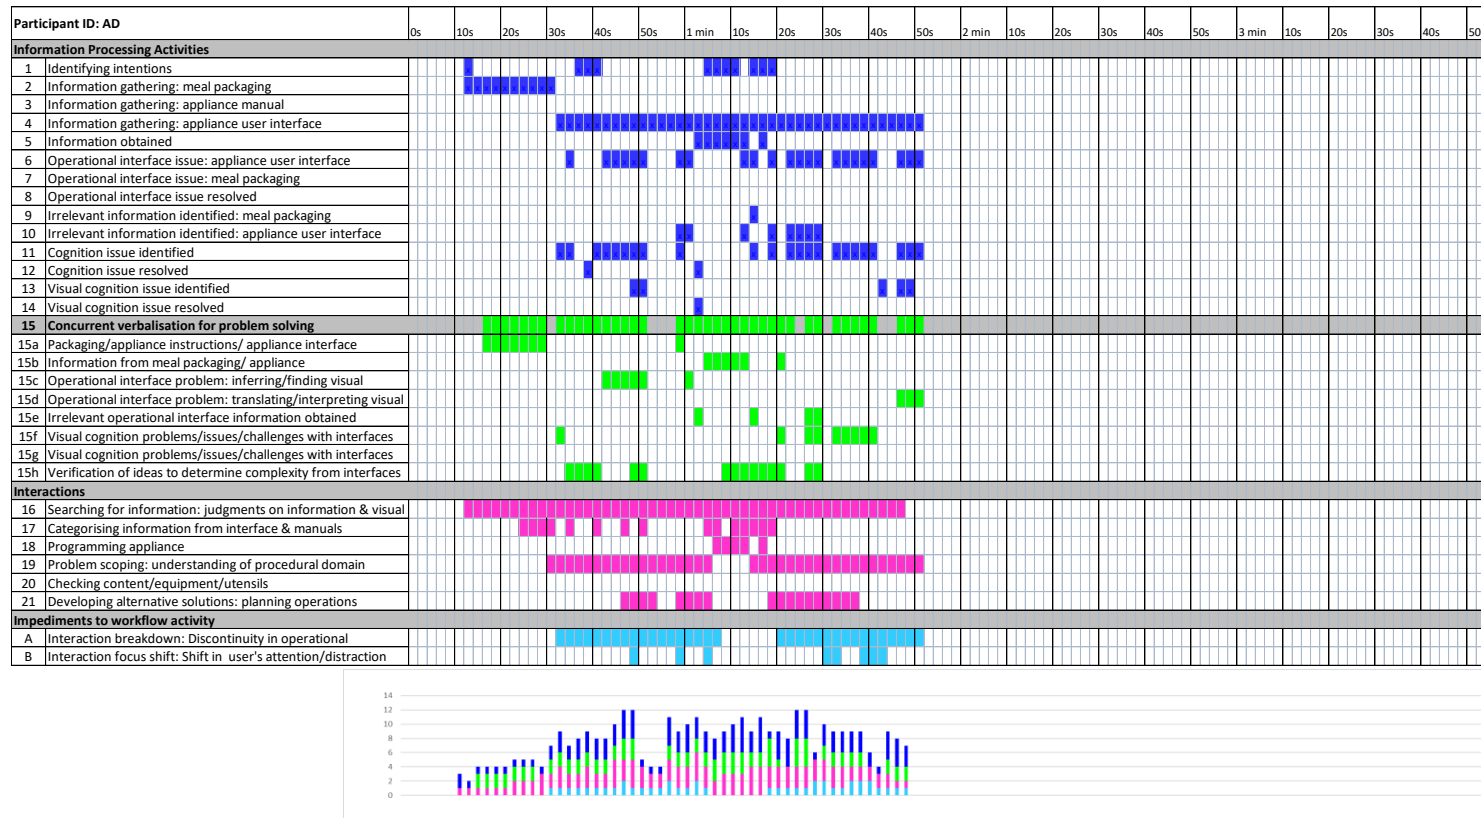 Participant ID: AD
0s 10s 20s 30s 40s 50s 1 min 10s 20s 30s 40s 50s 2 min 10s 20s 30s 40s 50s 3 min 10s 20s 30s 40s 50
Information Processing Activities
1 Identifying intentions
2 Information gathering: meal packaging
3 Information gathering: appliance manual
4 Information gathering: appliance user interface
5 Information obtained
6 Operational interface issue: appliance user interface
7 Operational interface issue: meal packaging
8 Operational interface issue resolved
9 Irrelevant information identified: meal packaging
10 Irrelevant information identified: appliance user interface
11 Cognition issue identified
12 Cognition issue resolved
13 Visual cognition issue identified
14 Visual cognition issue resolved
15 Concurrent verbalisation for problem solving
15a Packaging/appliance instructions/ appliance interface
15b Information from meal packaging/ appliance
15c Operational interface problem: inferring/finding visual
15d Operational interface problem: translating/interpreting visual
15e Irrelevant operational interface information obtained
15f Visual cognition problems/issues/challenges with interfaces
15g Visual cognition problems/issues/challenges with interfaces
15h Verification of ideas to determine complexity from interfaces
Interactions
16 Searching for information: judgments on information & visual
17 Categorising information from interface & manuals
18 Programming appliance
19 Problem scoping: understanding of procedural domain
20 Checking content/equipment/utensils
21 Developing alternative solutions: planning operations
Impediments to workflow activity
A Interaction breakdown: Discontinuity in operational
B Interaction focus shift: Shift in user's attention/distraction
14
12
10
8
6
4
2
0